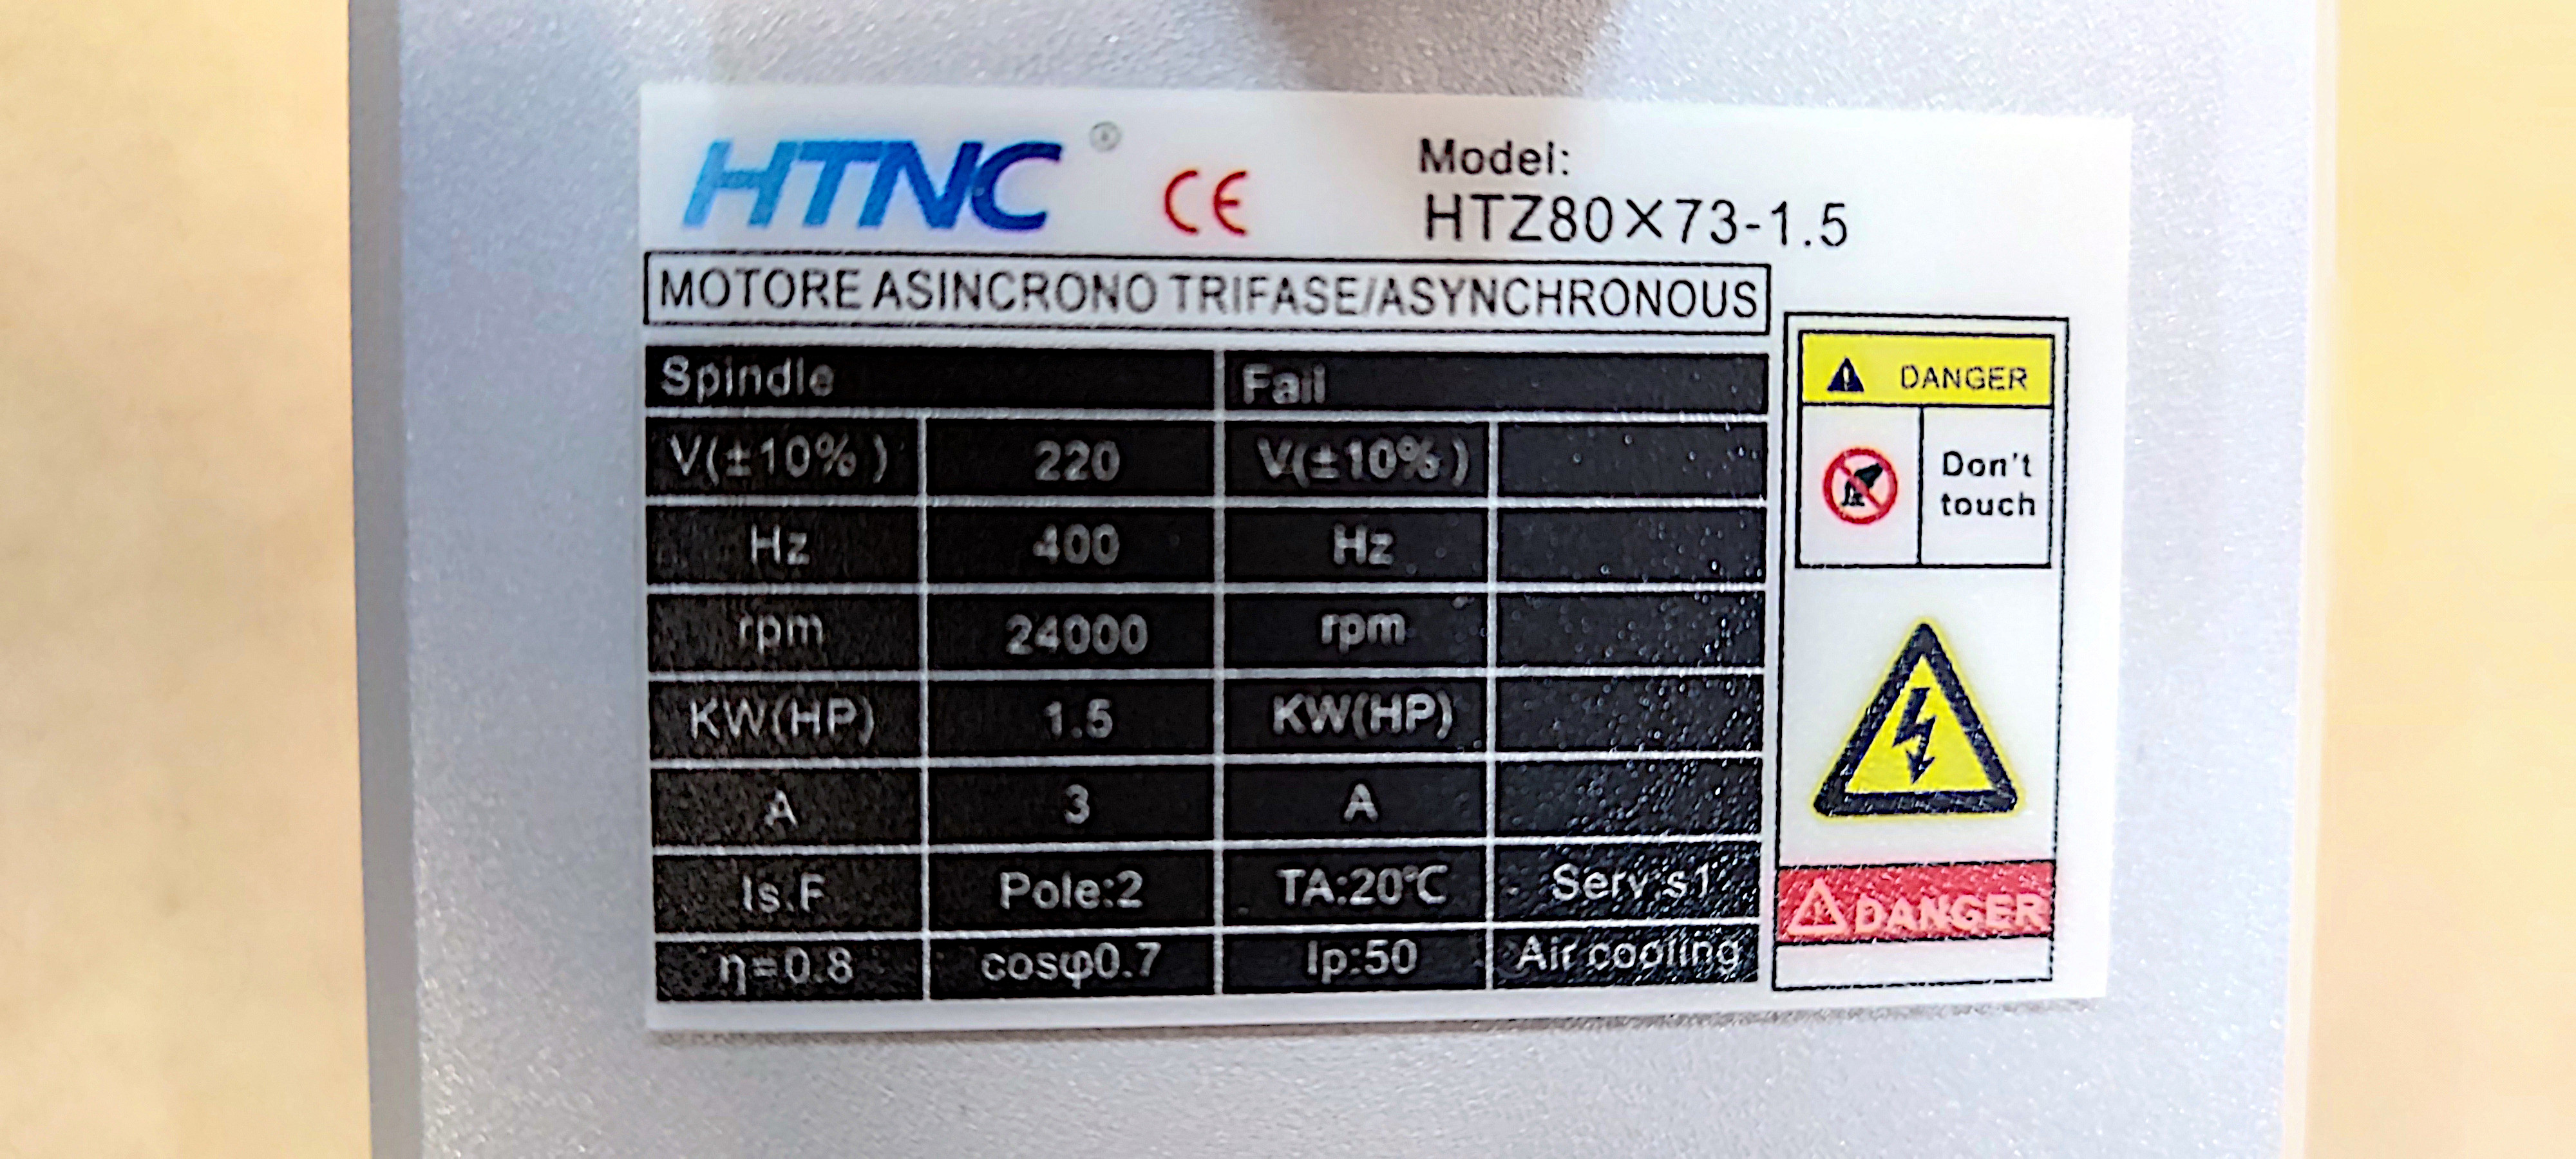 HTNC ® CE
Model:
HTZ80×73-1.5
MOTORE ASINCRONO TRIFASE/ASYNCHRONOUS
Spindle Fail
V(±10%) 220 V(±10%)
Hz 400 Hz
rpm 24000 rpm
KW(HP) 1.5 KW(HP)
A 3 A
Is.F Pole:2 TA:20℃ Serv s1
η=0.8 cosφ0.7 Ip:50 Air cooling
DANGER
Don't
touch
DANGER